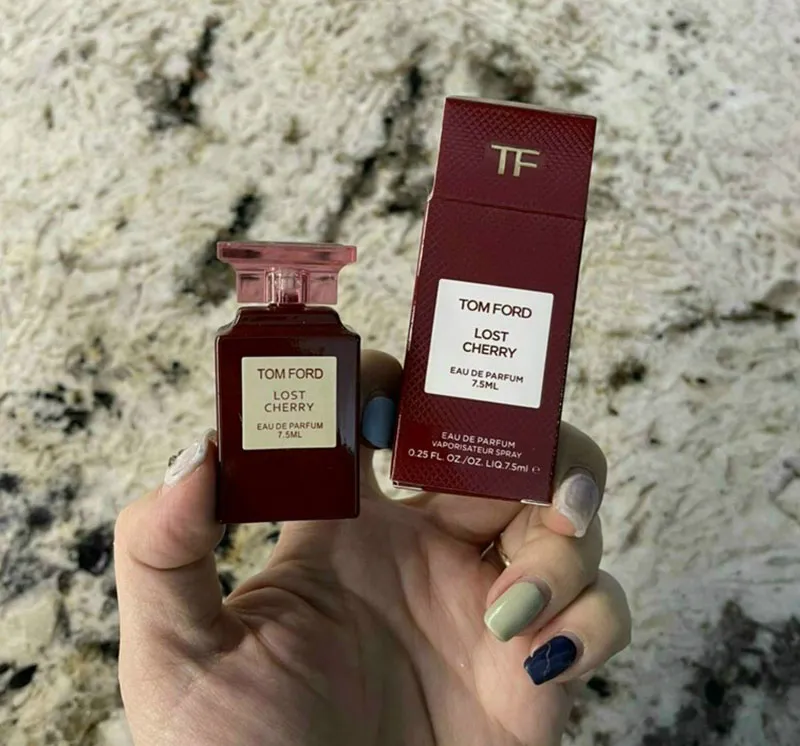 TF
TOM FORD
LOST
CHERRY
EAU DE PARFUM
7.5ML
EAU DE PARFUM
VAPORISATEUR SPRAY
0.25 FL. OZ./OZ. LIQ.7.5ml e
TOM FORD
LOST
CHERRY
EAU DE PARFUM
7.5ML